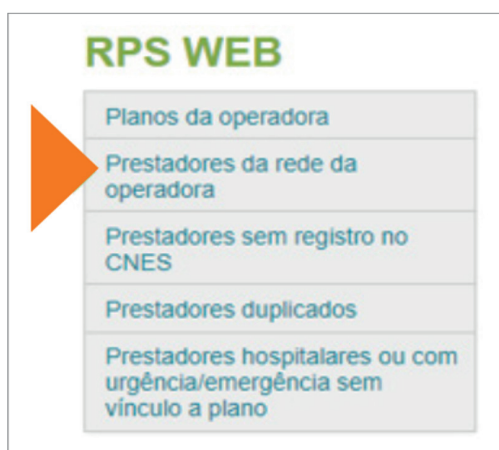 RPS WEB
Planos da operadora
Prestadores da rede da
operadora
Prestadores sem registro no
CNES
Prestadores duplicados
Prestadores hospitalares ou com
urgência/emergência sem
vínculo a plano